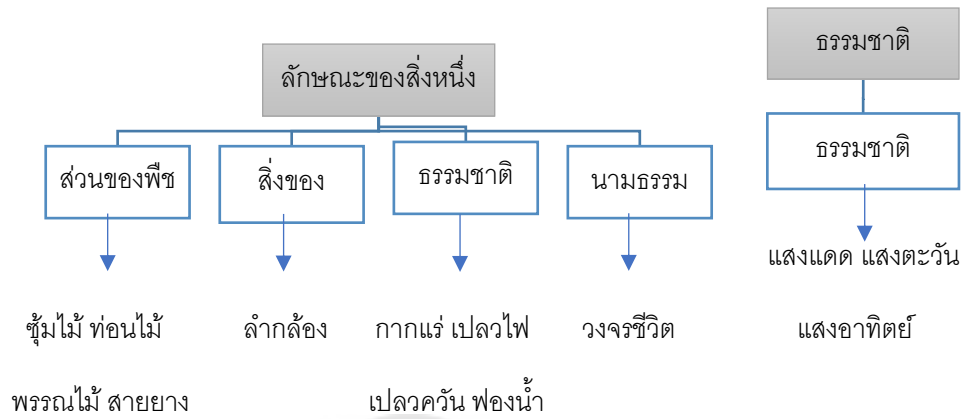 ลักษณะของสิ่งหนึ่ง
ส่วนของพืช
สิ่งของ
ธรรมชาติ
นามธรรม
ซุ้มไม้ ท่อนไม้
พรรณไม้ สายยาง
ลำกล้อง
กากแร่ เปลวไฟ
เปลวควัน ฟองน้ำ
วงจรชีวิต
ธรรมชาติ
ธรรมชาติ
แสงแดด แสงตะวัน
แสงอาทิตย์